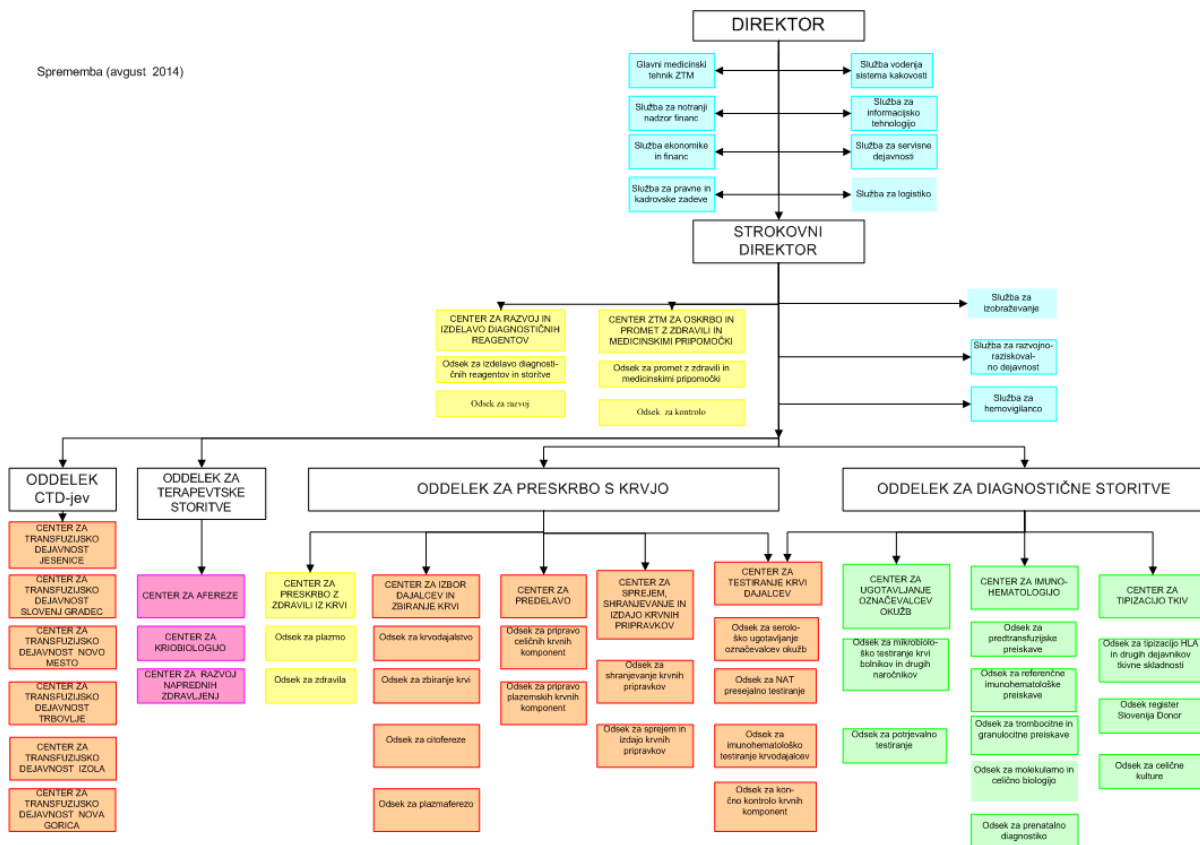 DIREKTOR
Sprememba (avgust 2014)
Glavni medicinski
tehnik ZTM
Služba vodenja
sistema kakovosti
Služba za notranji
nadzor financ
Služba za
informacijsko
tehnologijo
Služba ekonomike
in financ
Služba za servisne
dejavnosti
Služba za pravne in
kadrovske zadeve
Služba za logistiko
STROKOVNI
DIREKTOR
CENTER ZA RAZVOJ IN
IZDELAVO DIAGNOSTIČNIH
REAGENTOV
Odsek za izdelavo diagnosti-
čnih reagentov in storitve
Odsek za razvoj
CENTER ZTM ZA OSKRBO IN
PROMET Z ZDRAVILI IN
MEDICINSKIMI PRIPOMOČKI
Odsek za promet z zdravili in
medicinskimi pripomočki
Odsek za kontrolo
Služba za
izobraževanje
Služba za razvojno-
raziskoval-
no dejavnost
Služba za
hemovigilanco
ODDELEK
CTD-jev
CENTER ZA
TRANSFUZIJSKO
DEJAVNOST
JESENICE
CENTER ZA
TRANSFUZIJSKO
DEJAVNOST
SLOVENJ GRADEC
CENTER ZA
TRANSFUZIJSKO
DEJAVNOST NOVO
MESTO
CENTER ZA
TRANSFUZIJSKO
DEJAVNOST
TRBOVLJE
CENTER ZA
TRANSFUZIJSKO
DEJAVNOST IZOLA
CENTER ZA
TRANSFUZIJSKO
DEJAVNOST NOVA
GORICA
ODDELEK ZA
TERAPEVTSKE
STORITVE
CENTER ZA AFEREZE
CENTER ZA
KRIOBIOLOGIJO
CENTER ZA RAZVOJ
NAPREDNIH
ZDRAVLJENJ
ODDELEK ZA PRESKRBO S KRVJO
CENTER ZA
PRESKRBO Z
ZDRAVILI IZ KRVI
Odsek za plazmo
Odsek za zdravila
CENTER ZA IZBOR
DAJALCEV IN
ZBIRANJE KRVI
Odsek za krvodajalstvo
Odsek za zbiranje krvi
Odsek za citofereze
Odsek za plazmaferezo
CENTER ZA
PREDELAVO
Odsek za pripravo
celičnih krvnih
komponent
Odsek za pripravo
plazemskih krvnih
komponent
CENTER ZA
SPREJEM,
SHRANJEVANJE IN
IZDAJO KRVNIH
PRIPRAVKOV
Odsek za
shranjevanje krvnih
pripravkov
Odsek za sprejem in
izdajo krvnih
pripravkov
CENTER ZA
TESTIRANJE KRVI
DAJALCEV
Odsek za serolo-
ško ugotavljanje
označevalcev okužb
Odsek za NAT
presejalno testiranje
Odsek za
imunohematološko
testiranje krvodajalcev
Odsek za kon-
čno kontrolo krvnih
komponent
ODDELEK ZA DIAGNOSTIČNE STORITVE
CENTER ZA
UGOTAVLJANJE
OZNAČEVALCEV
OKUŽB
Odsek za mikrobiolo-
ško testiranje krvi
bolnikov in drugih
naročnikov
Odsek za potrjevalno
testiranje
CENTER ZA IMUNO-
HEMATOLOGIJO
Odsek za
predtransfuzijske
preiskave
Odsek za referenčne
imunohematološke
preiskave
Odsek za trombocitne in
granulocitne preiskave
Odsek za molekularno in
celično biologijo
Odsek za prenatalno
diagnostiko
CENTER ZA
TIPIZACIJO TKIV
Odsek za tipizacijo HLA
in drugih dejavnikov
tkivne skladnosti
Odsek register
Slovenija Donor
Odsek za celične
kulture